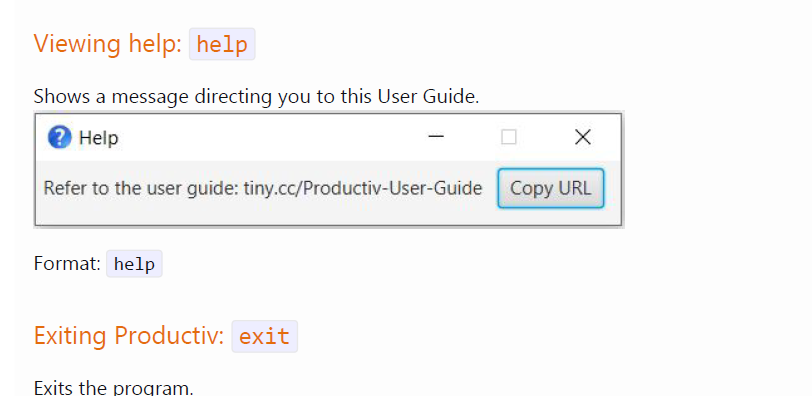 Viewing help: help
Shows a message directing you to this User Guide.
Help
Refer to the user guide: tiny.cc/Productiv-User-Guide Copy URL
Format: help
Exiting Productiv: exit
Exits the program.